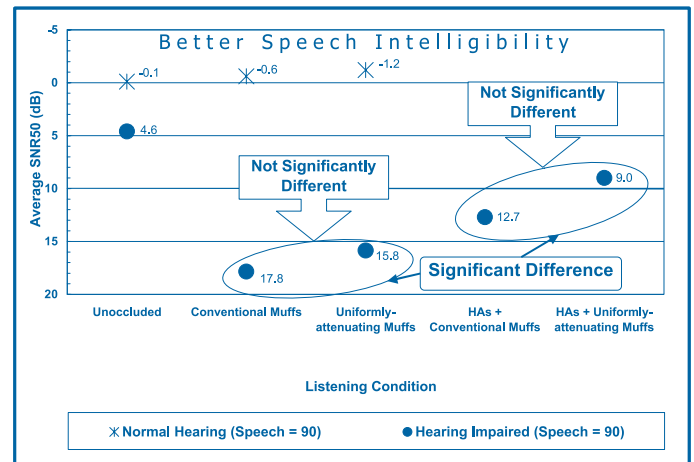 -5
Better Speech Intelligibility
-0.1
-0.6
-1.2
0
Not Significantly
Different
4.6
5
Not Significantly
Different
9.0
10
12.7
15
15.8
17.8
Significant Difference
20
Average SNR50 (dB)
Unoccluded
Conventional Muffs
Uniformly-
attenuating Muffs
HAs +
Conventional Muffs
HAs + Uniformly-
attenuating Muffs
Listening Condition
Normal Hearing (Speech = 90)
Hearing Impaired (Speech = 90)